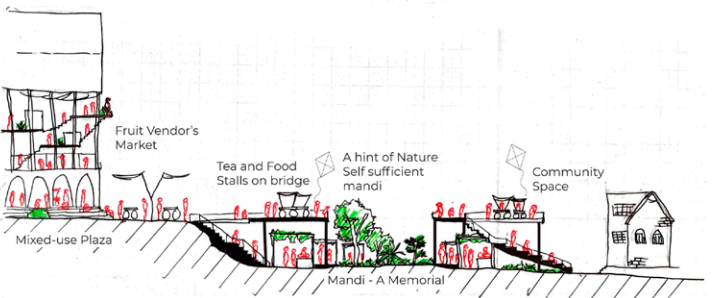 Fruit Vendor's
Market
Tea and Food
Stalls on bridge
A hint of Nature
Self sufficient
mandi
Community
Space
Mixed-use Plaza
Mandi - A Memorial